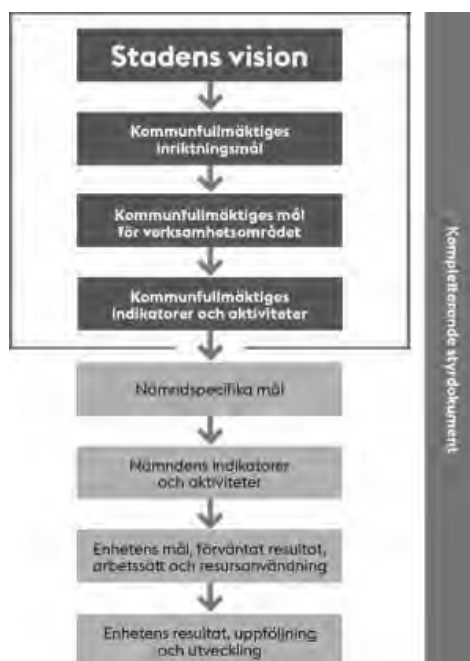 Stadens vision
Kommunfullmäktiges
inriktningsmål
Kommunfullmäktiges mål
för verksamhetsområdet
Kommunfullmäktiges
indikatorer och aktiviteter
Nämndspecifika mål
Nämndens indikatorer
och aktiviteter
Enhetens mål, förväntat resultat,
arbetssätt och resursanvändning
Enhetens resultat, uppföljning
och utveckling
Kompletterande styrdokument